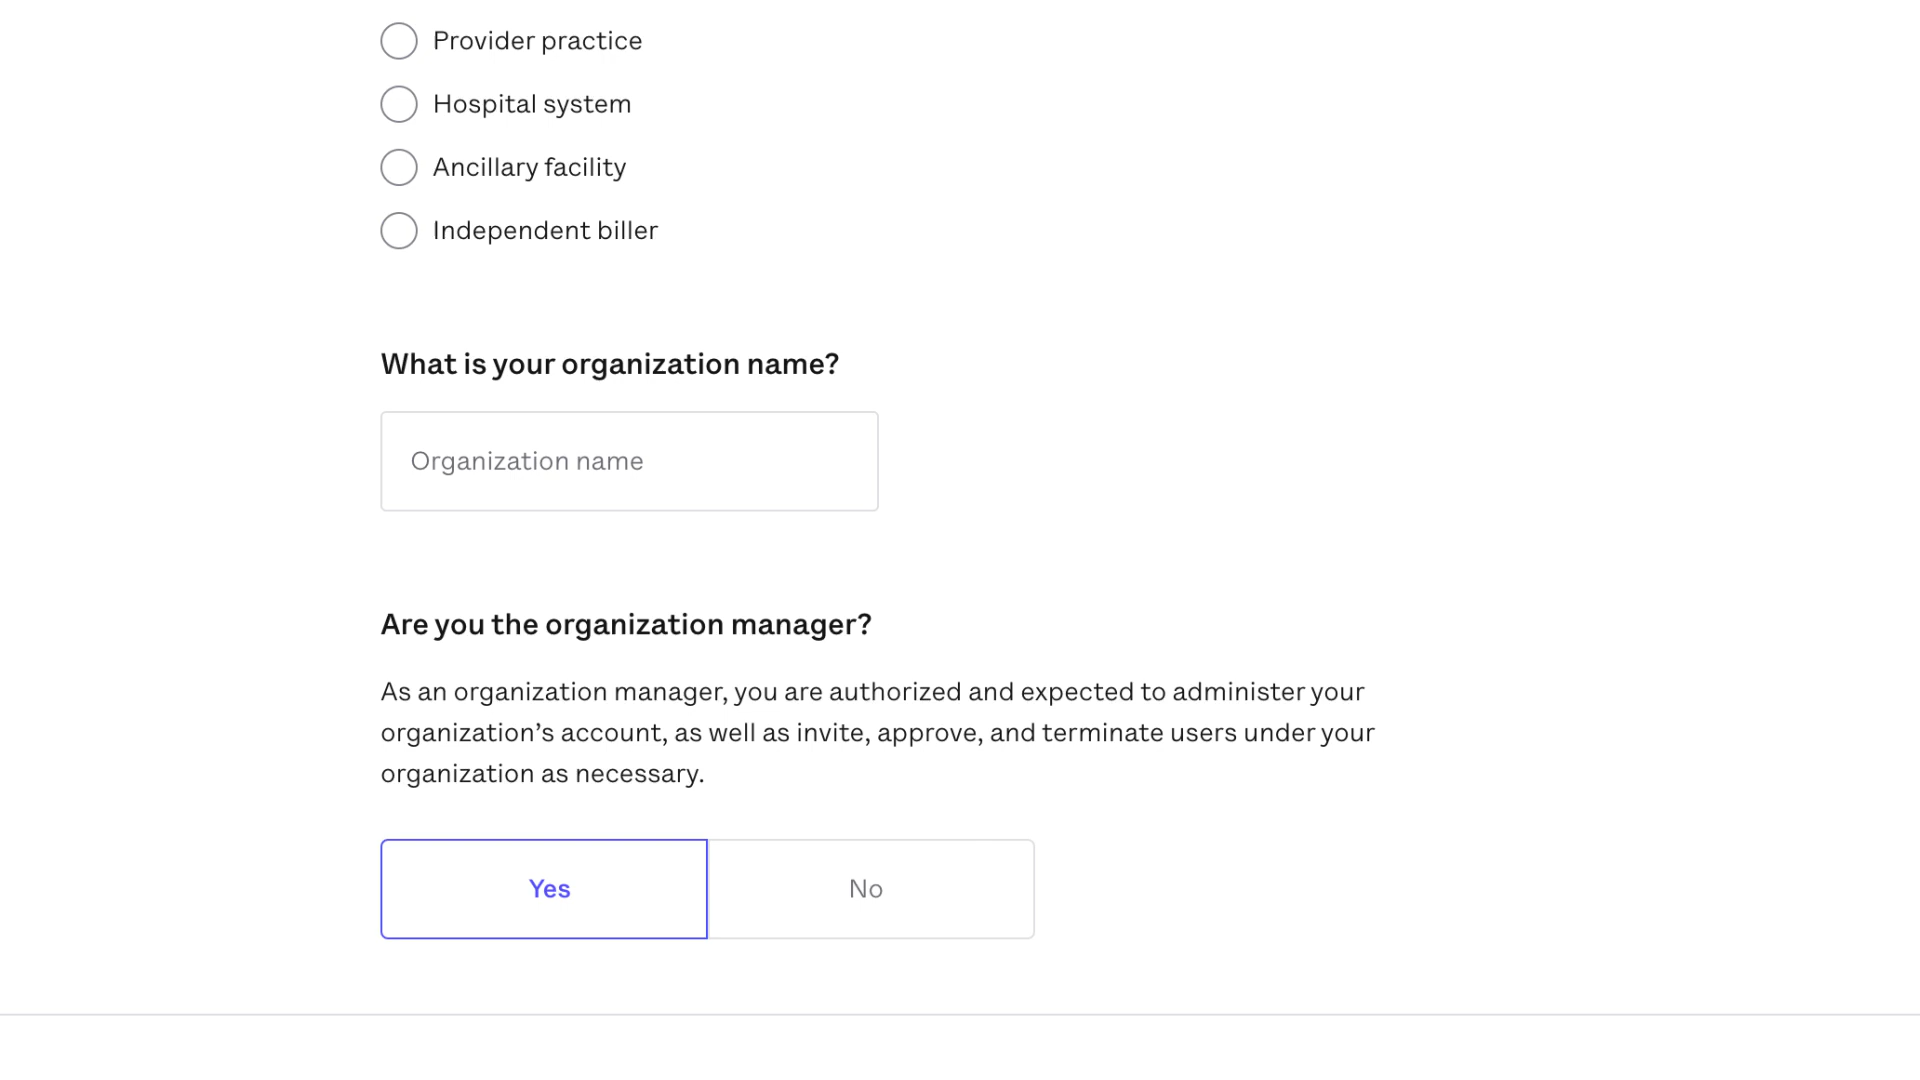 Provider practice
Hospital system
Ancillary facility
Independent biller
What is your organization name?
Organization name
Are you the organization manager?
As an organization manager, you are authorized and expected to administer your
organization’s account, as well as invite, approve, and terminate users under your
organization as necessary.
Yes
No